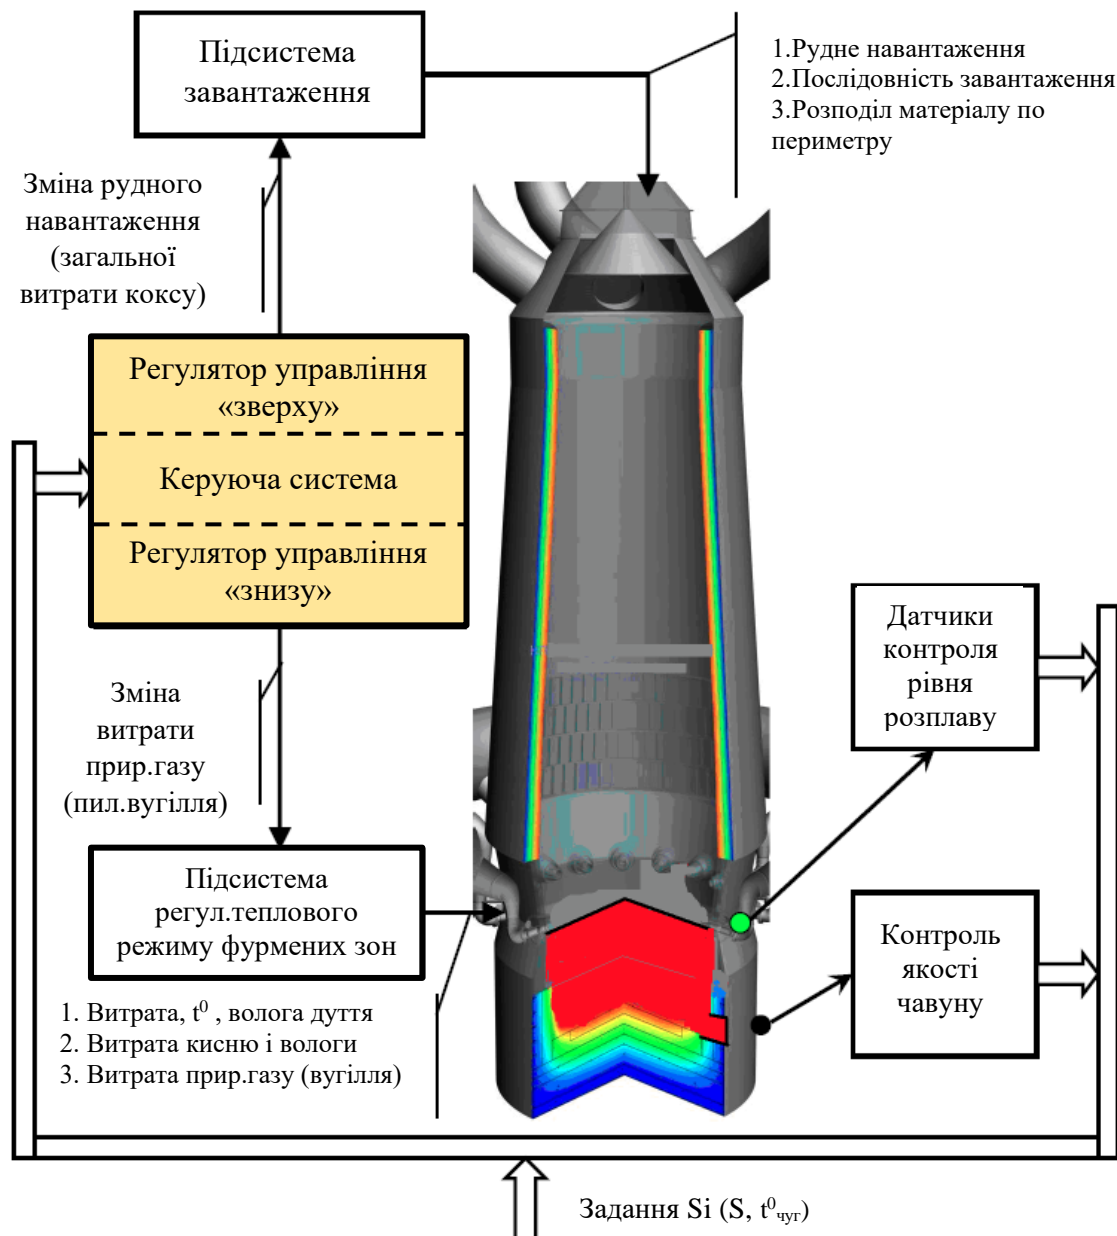 Підсистема
завантаження
1.Рудне навантаження
2.Послідовність завантаження
3.Розподіл матеріалу по
периметру
Зміна рудного
навантаження
(загальної
витрати коксу)
Регулятор управління
«зверху»
Керуюча система
Регулятор управління
«знизу»
Зміна
витрати
прир.газу
(пил.вугілля)
Датчики
контроля
рівня
розплаву
Підсистема
регул.теплового
режиму фурмених зон
Контроль
якості
чавуну
1. Витрата, t⁰ , волога дуття
2. Витрата кисню і вологи
3. Витрата прир.газу (вугілля)
Задання Si (S, t⁰чуг)